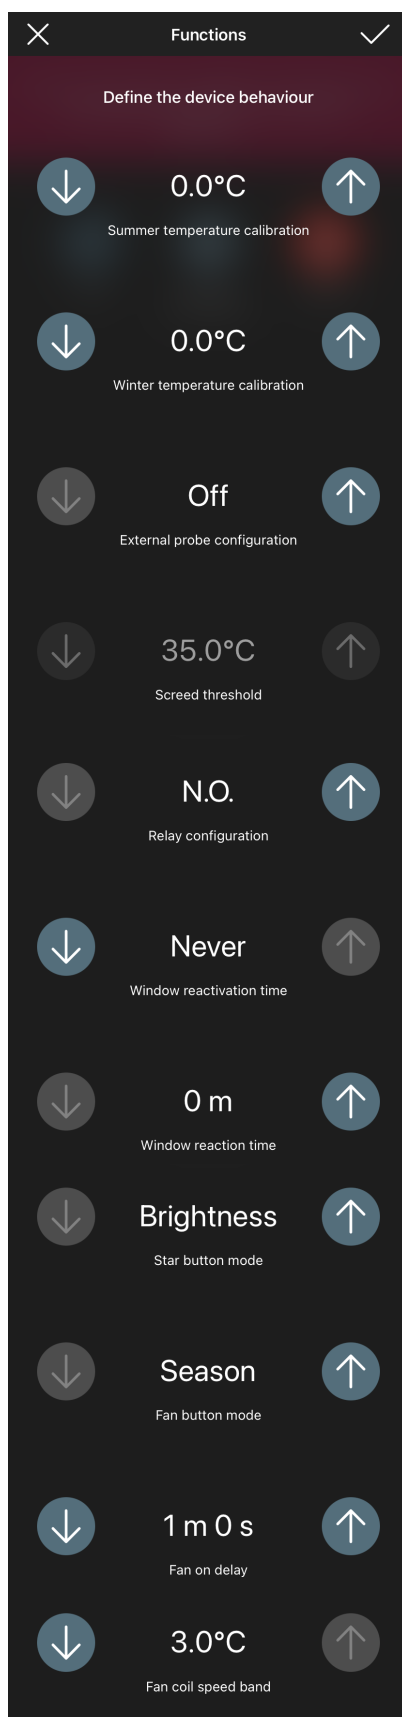 Functions
Define the device behaviour
0.0°C
Summer temperature calibration
0.0°C
Winter temperature calibration
Off
External probe configuration
35.0°C
Screed threshold
N.O.
Relay configuration
Never
Window reactivation time
0 m
Window reaction time
Brightness
Star button mode
Season
Fan button mode
1 m 0 s
Fan on delay
3.0°C
Fan coil speed band